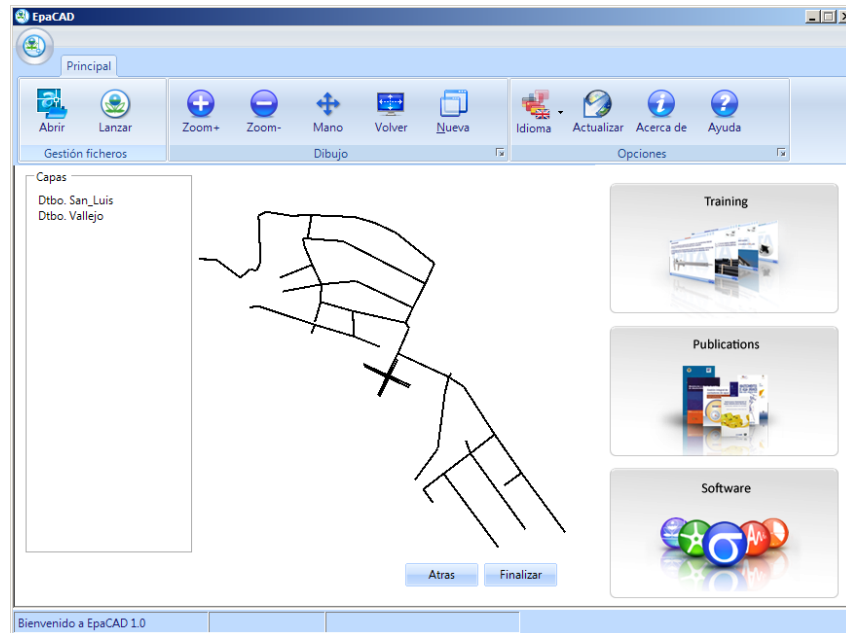 EpaCAD
Principal
Abrir
Lanzar
Zoom+
Zoom-
Mano
Volver
Nueva
Idioma
Actualizar
Acerca de
Ayuda
Gestión ficheros
Dibujo
Opciones
Capas
Dtbo. San_Luis
Dtbo. Vallejo
Training
Publications
Software
Atras
Finalizar
Bienvenido a EpaCAD 1.0